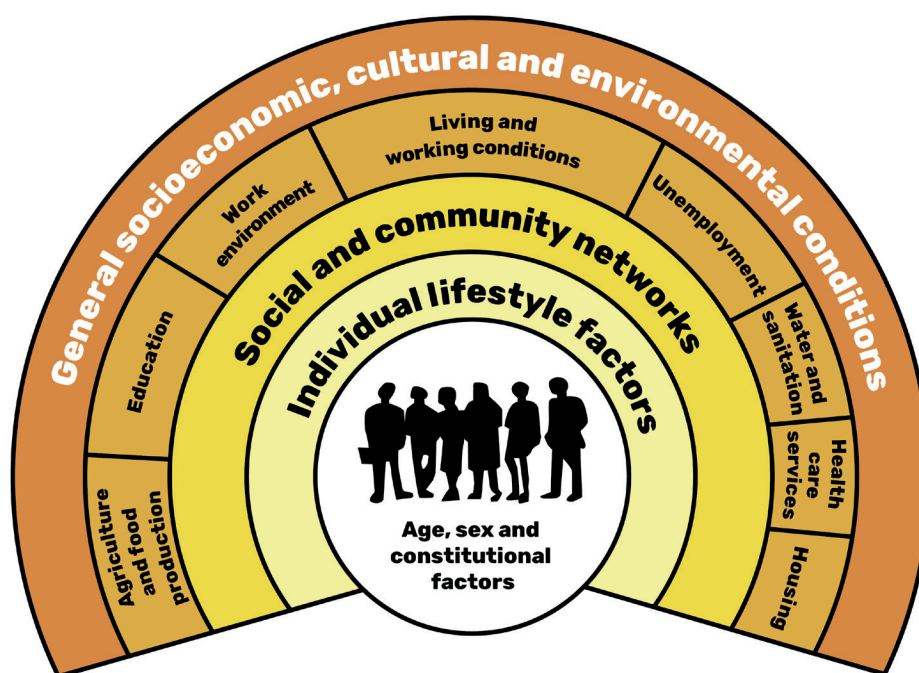 General socioeconomic, cultural and environmental conditions
Living and
working conditions
Work
environment
Unemployment
Education
Water and
sanitation
Agriculture
and food
production
Health
care
services
Housing
Social and community networks
Individual lifestyle factors
Age, sex and
constitutional
factors